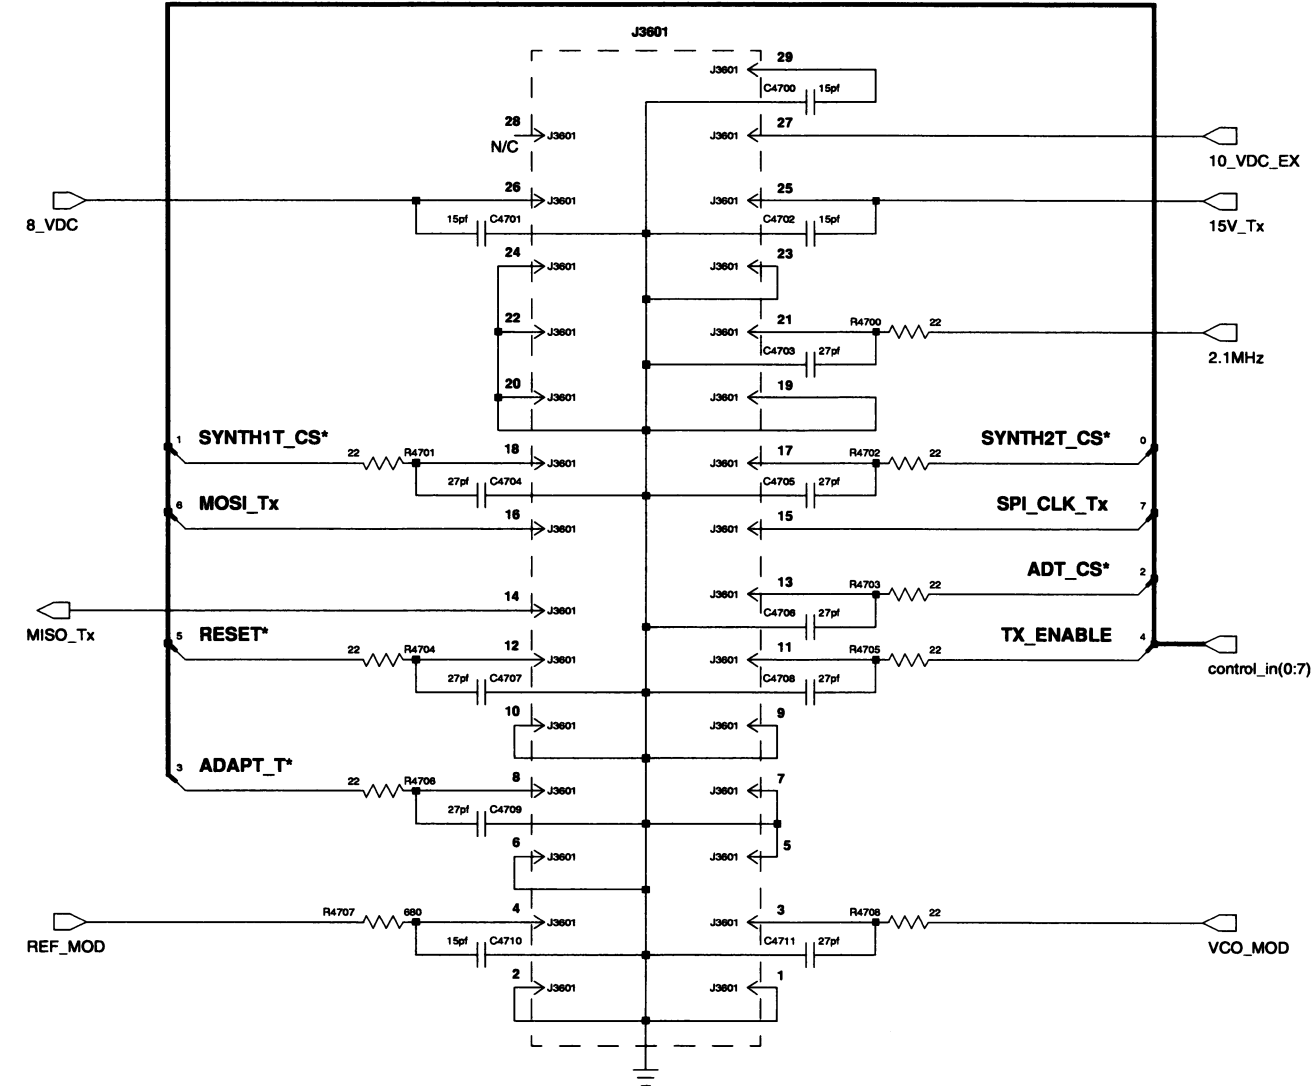 J3601
J3601 29
C4700 15pf
28 J3601 J3601 27
N/C
10_VDC_EX
26 J3601 J3601 25
8_VDC 15pf C4701 C4702 15pf 15V_Tx
24 J3601 J3601 23
22 J3601 J3601 21 R4700 22
C4703 27pf 2.1MHz
20 J3601 J3601 19
1 SYNTH1T_CS* SYNTH2T_CS* 0
22 R4701 18 J3601 J3601 17 R4702 22
27pf C4704 C4705 27pf
6 MOSI_Tx SPI_CLK_Tx 7
16 J3601 J3601 15
ADT_CS* 2
J3601 13 R4703 22
14 J3601
MISO_Tx C4706 27pf
5 RESET* TX_ENABLE 4
22 R4704 12 J3601 J3601 11 R4705 22
27pf C4707 C4708 27pf control_in(0:7)
10 J3601 J3601 9
3 ADAPT_T*
22 R4706 8 J3601 J3601 7
27pf C4709
6 J3601 J3601 5
R4707 680 4 J3601 J3601 3 R4708 22
REF_MOD 15pf C4710 C4711 27pf VCO_MOD
2 J3601 J3601 1